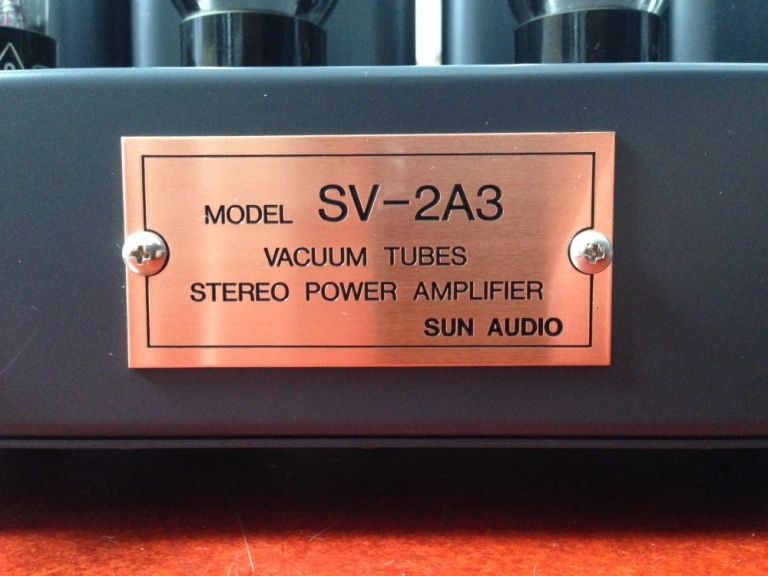 MODEL SV-2A3
VACUUM TUBES
STEREO POWER AMPLIFIER
SUN AUDIO